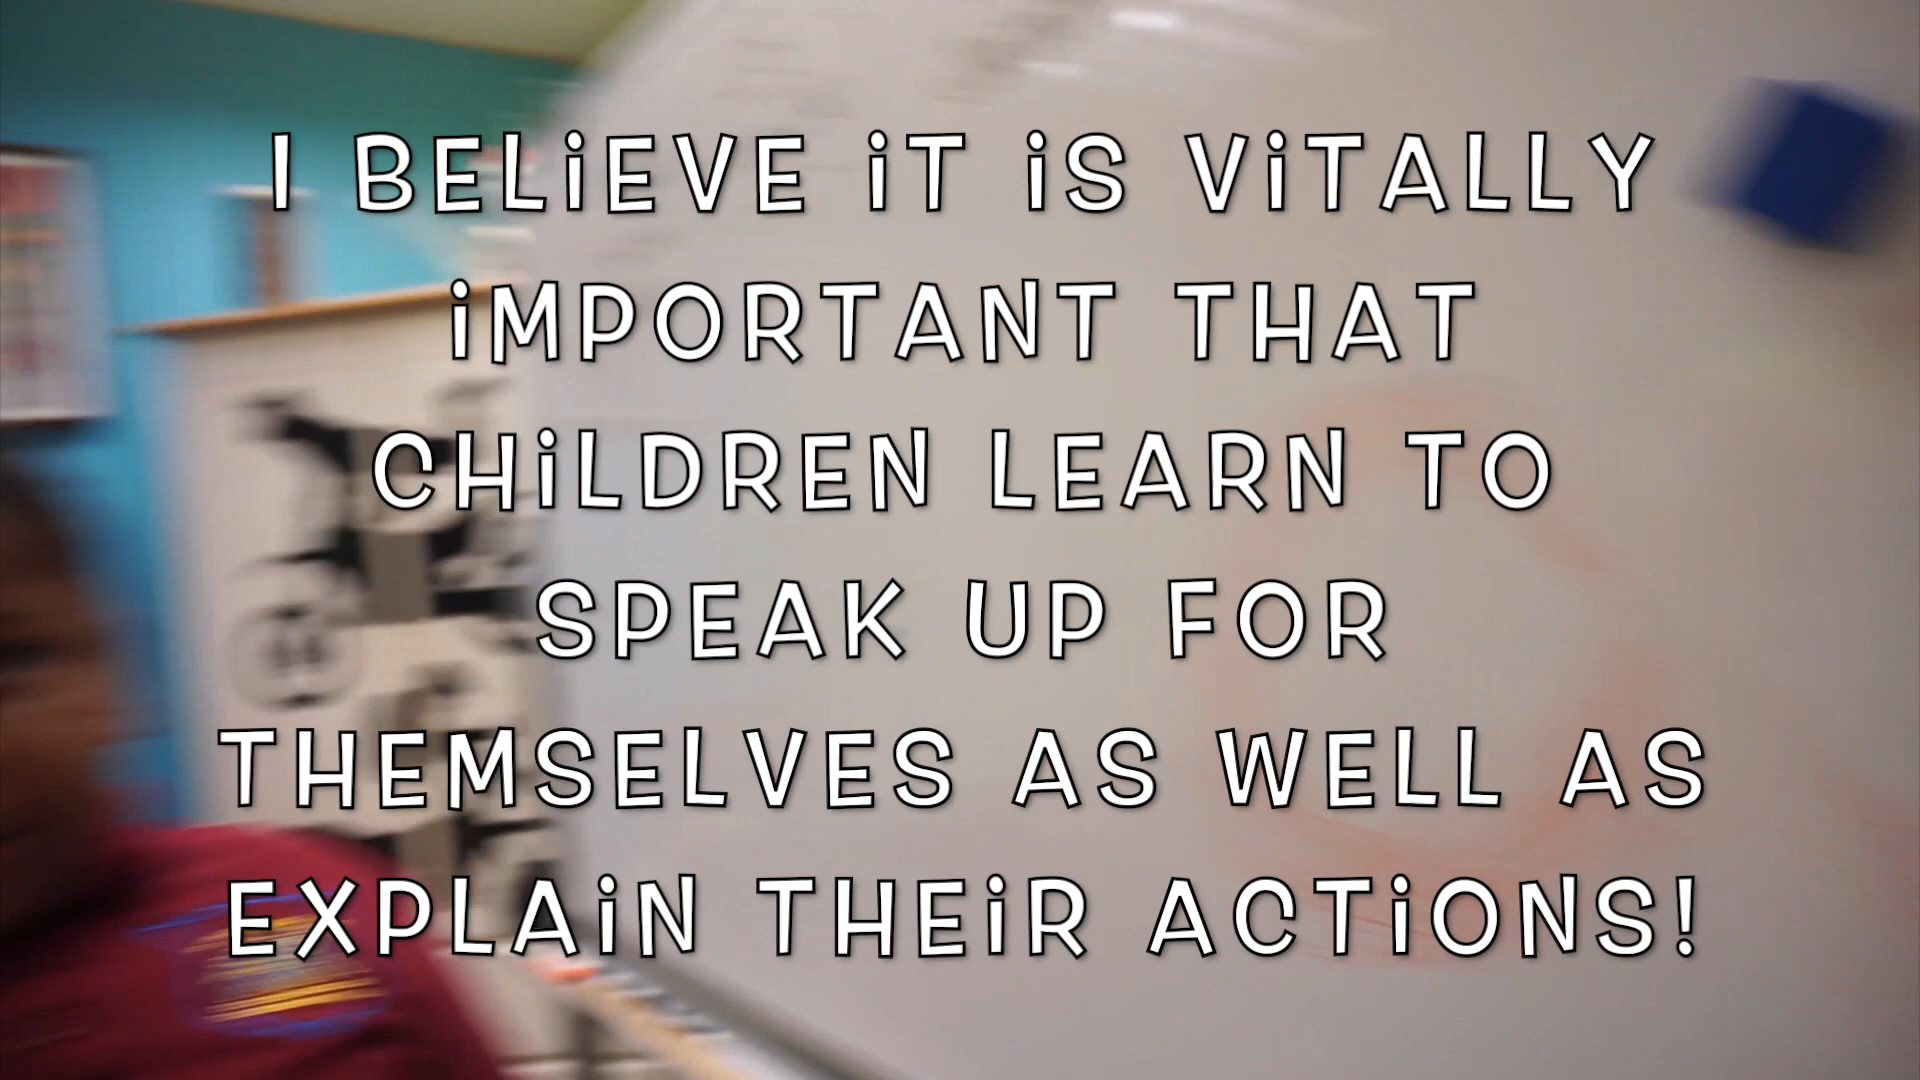 I BELiEVE iT iS ViTALLY
iMPORTANT THAT
CHiLDREN LEARN TO
SPEAK UP FOR
THEMSELVES AS WELL AS
EXPLAiN THEiR ACTiONS!